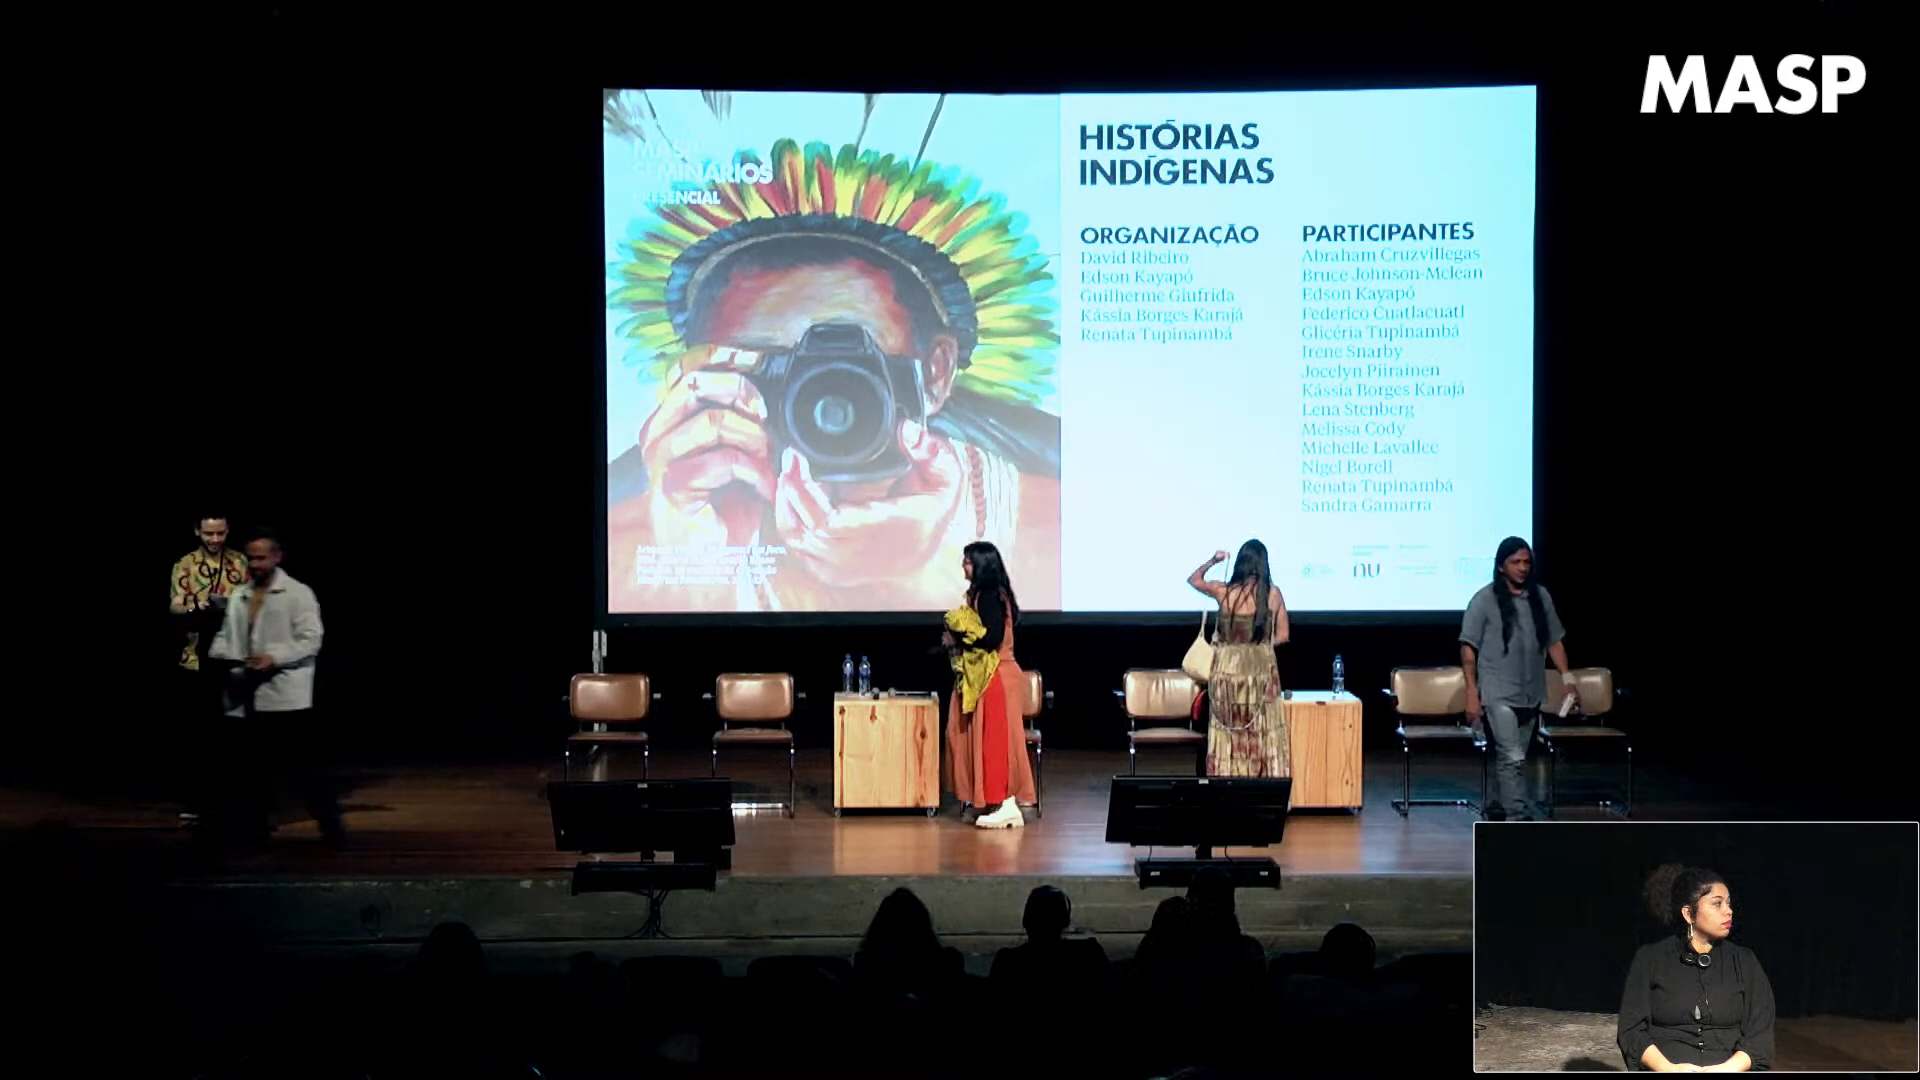 MASP
MASP
SEMINÁRIOS
PRESENCIAL
HISTÓRIAS
INDÍGENAS
ORGANIZAÇÃO
David Ribeiro
Edson Kayapó
Guilherme Giufrida
Kássia Borges Karajá
Renata Tupinambá
PARTICIPANTES
Abraham Cruzvillegas
Bruce Johnson-Mclean
Edson Kayapó
Federico Cuatlacuatl
Glicéria Tupinambá
Irene Snarby
Jocelyn Piirainen
Kássia Borges Karajá
Lena Stenberg
Melissa Cody
Michelle Lavallee
Nigel Borell
Renata Tupinambá
Sandra Gamarra
nu